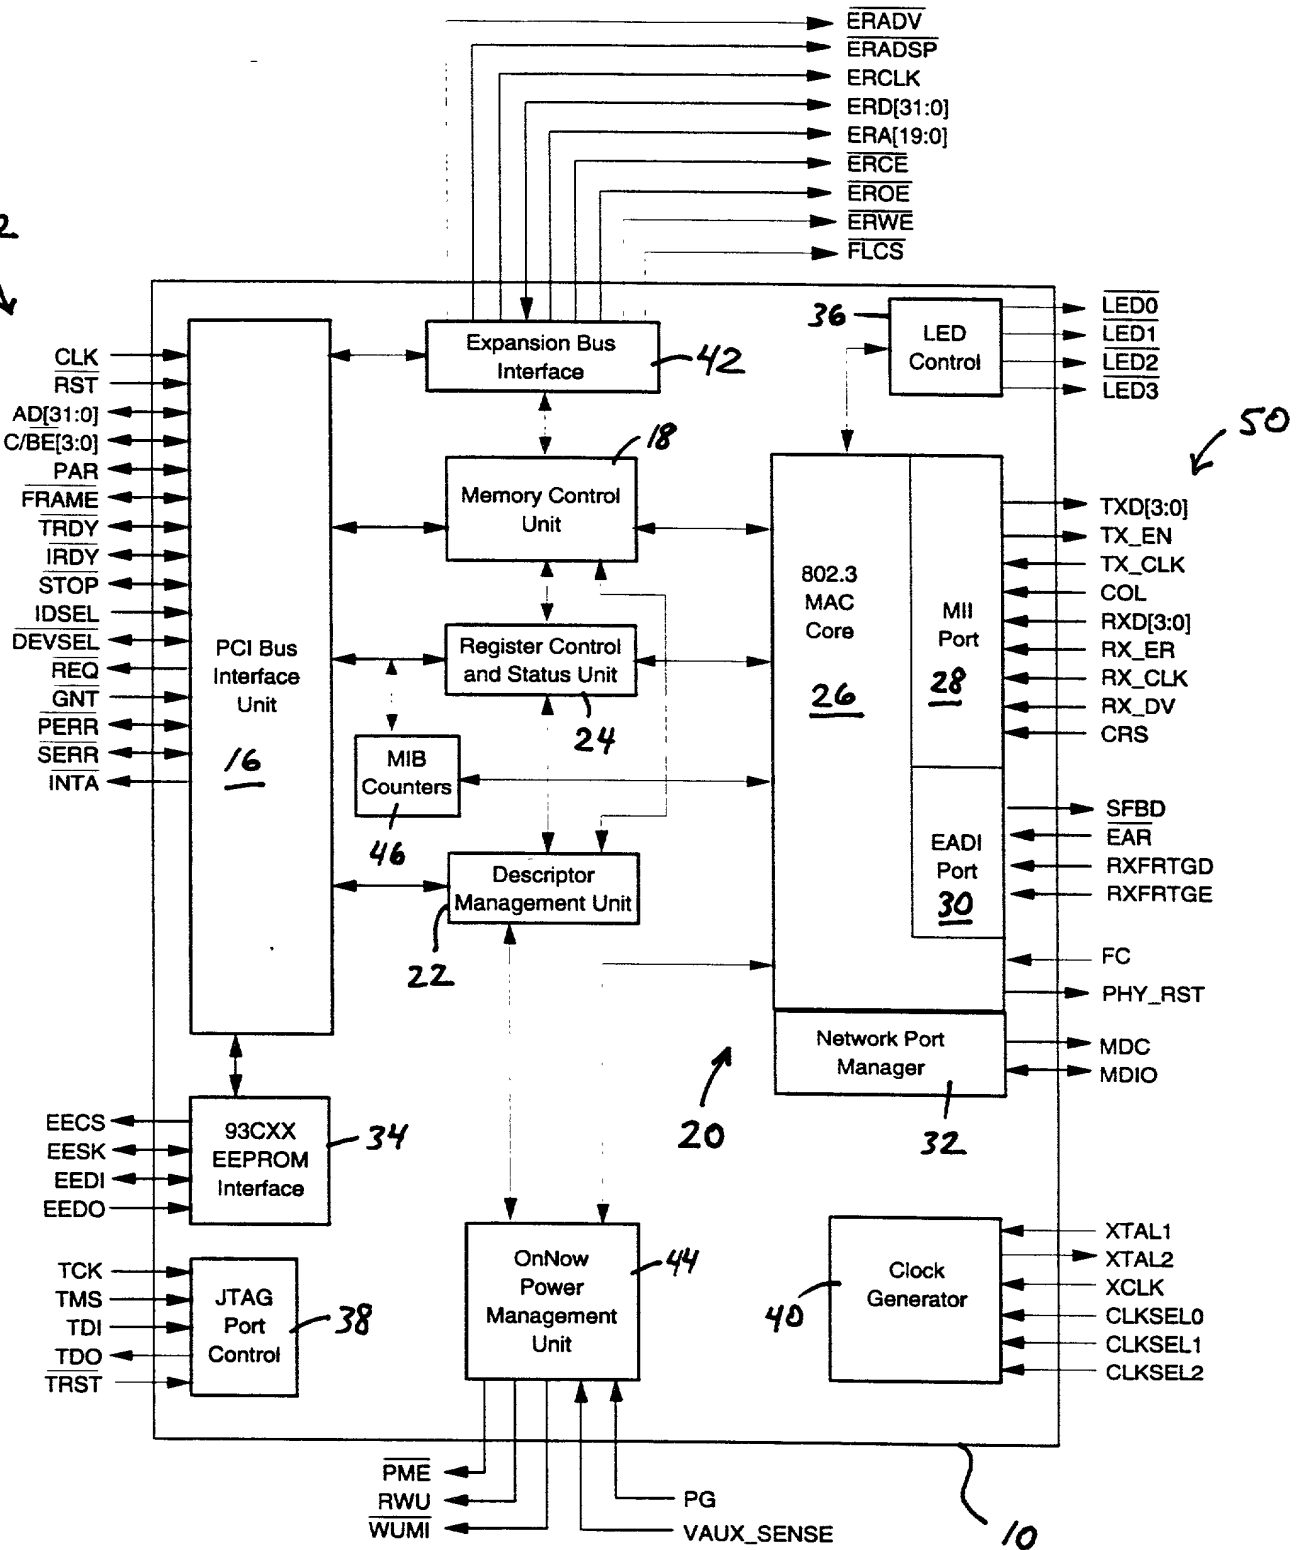 ERADV
ERADSP
ERCLK
ERD[31:0]
ERA[19:0]
ERCE
EROE
ERWE
FLCS
2
CLK
RST
AD[31:0]
C/BE[3:0]
PAR
FRAME
TRDY
IRDY
STOP
IDSEL
DEVSEL
REQ
GNT
PERR
SERR
INTA
PCI Bus
Interface
Unit
16
Expansion Bus
Interface
42
18
Memory Control
Unit
Register Control
and Status Unit
24
MIB
Counters
46
Descriptor
Management Unit
22
36
LED
Control
LED0
LED1
LED2
LED3
50
802.3
MAC
Core
26
MII
Port
28
EADI
Port
30
TXD[3:0]
TX_EN
TX_CLK
COL
RXD[3:0]
RX_ER
RX_CLK
RX_DV
CRS
SFBD
EAR
RXFRTGD
RXFRTGE
FC
PHY_RST
Network Port
Manager
32
MDC
MDIO
20
EECS
EESK
EEDI
EEDO
93CXX
EEPROM
Interface
34
TCK
TMS
TDI
TDO
TRST
JTAG
Port
Control
38
OnNow
Power
Management
Unit
44
40
Clock
Generator
XTAL1
XTAL2
XCLK
CLKSEL0
CLKSEL1
CLKSEL2
PME
RWU
WUMI
PG
VAUX_SENSE
10